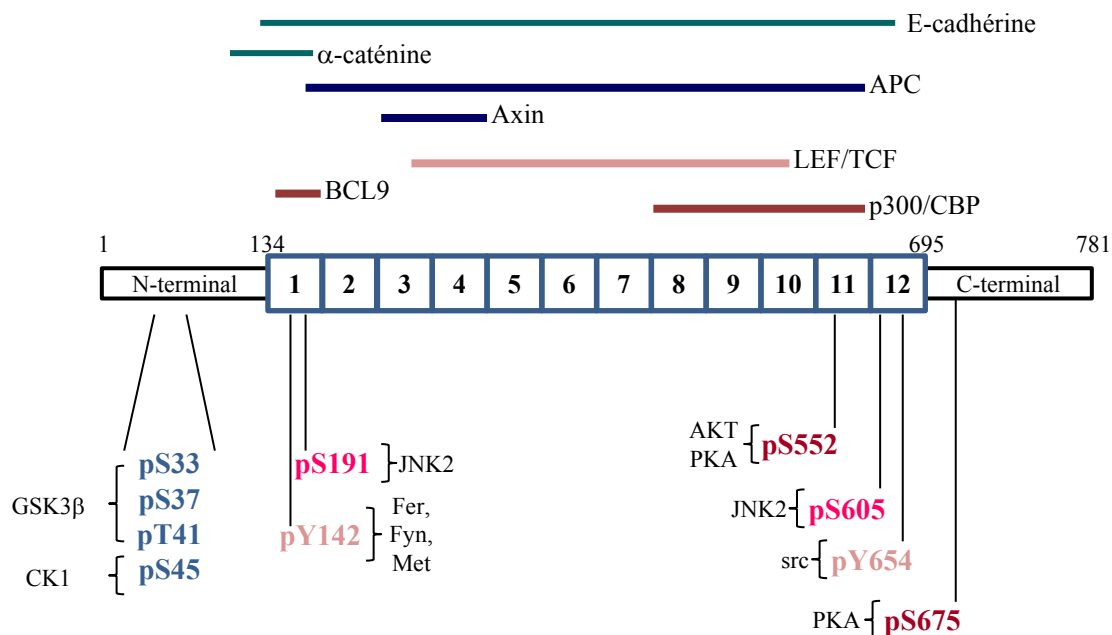 E-cadhérine
α-caténine
APC
Axin
LEF/TCF
BCL9
p300/CBP
1 134 695 781
N-terminal 1 2 3 4 5 6 7 8 9 10 11 12 C-terminal
GSK3β
pS33
pS37
pT41
CK1
pS45
pS191 JNK2
pY142
Fer,
Fyn,
Met
AKT
PKA
pS552
JNK2 pS605
src pY654
PKA pS675